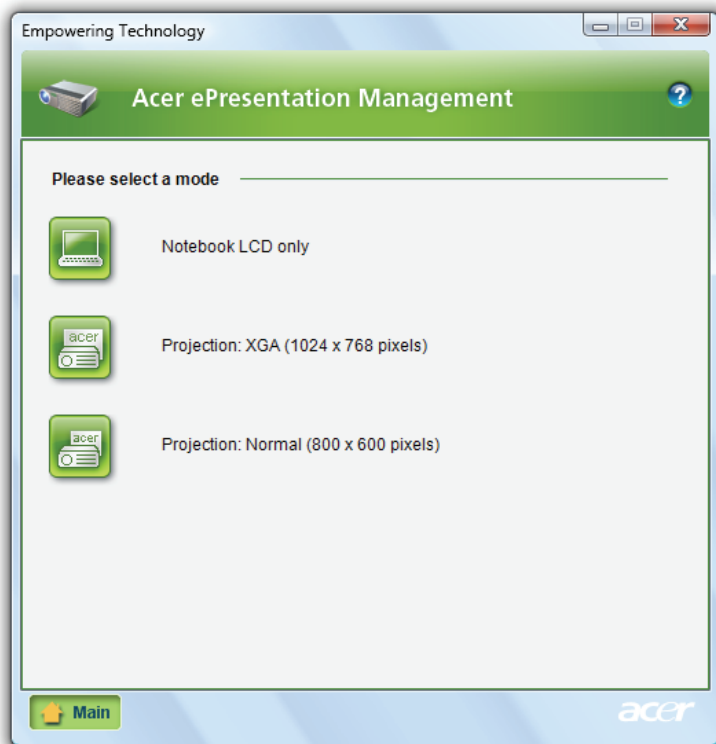 Empowering Technology
Acer ePresentation Management
?
Please select a mode
Notebook LCD only
acer
Projection: XGA (1024 x 768 pixels)
acer
Projection: Normal (800 x 600 pixels)
Main
acer